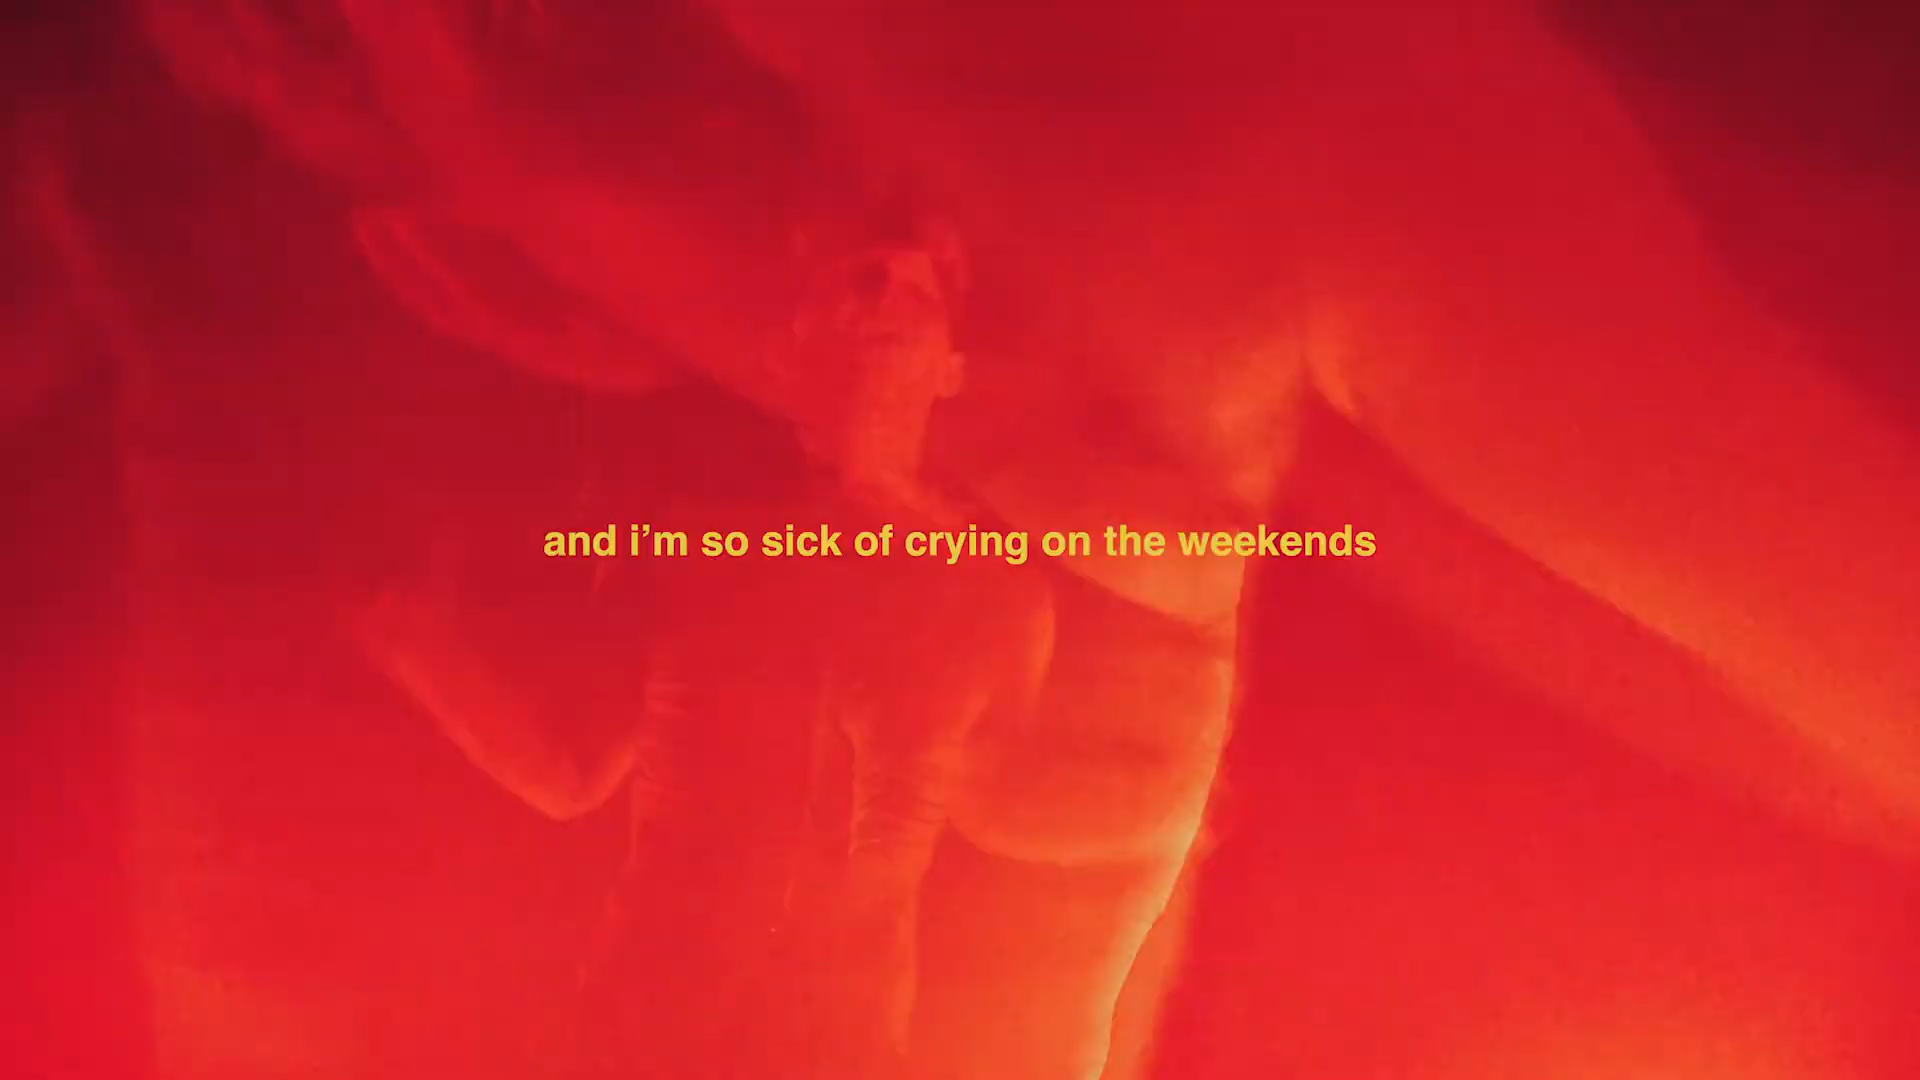 and i’m so sick of crying on the weekends